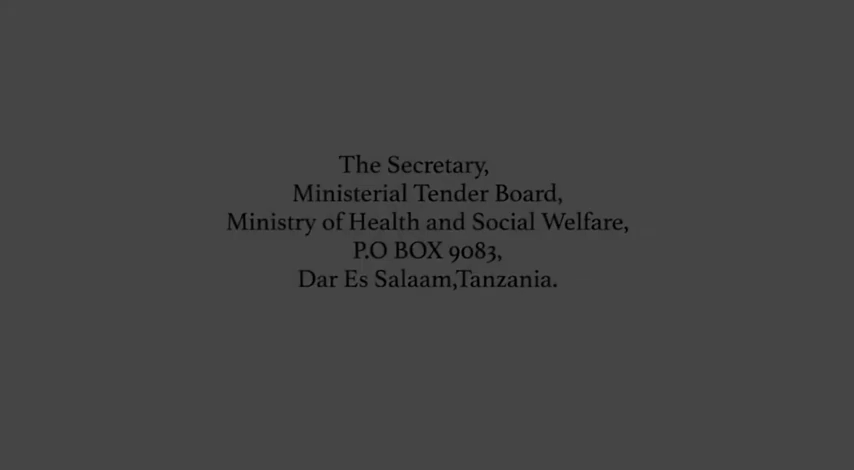 The Secretary,
Ministerial Tender Board,
Ministry of Health and Social Welfare,
P.O BOX 9083,
Dar Es Salaam,Tanzania.